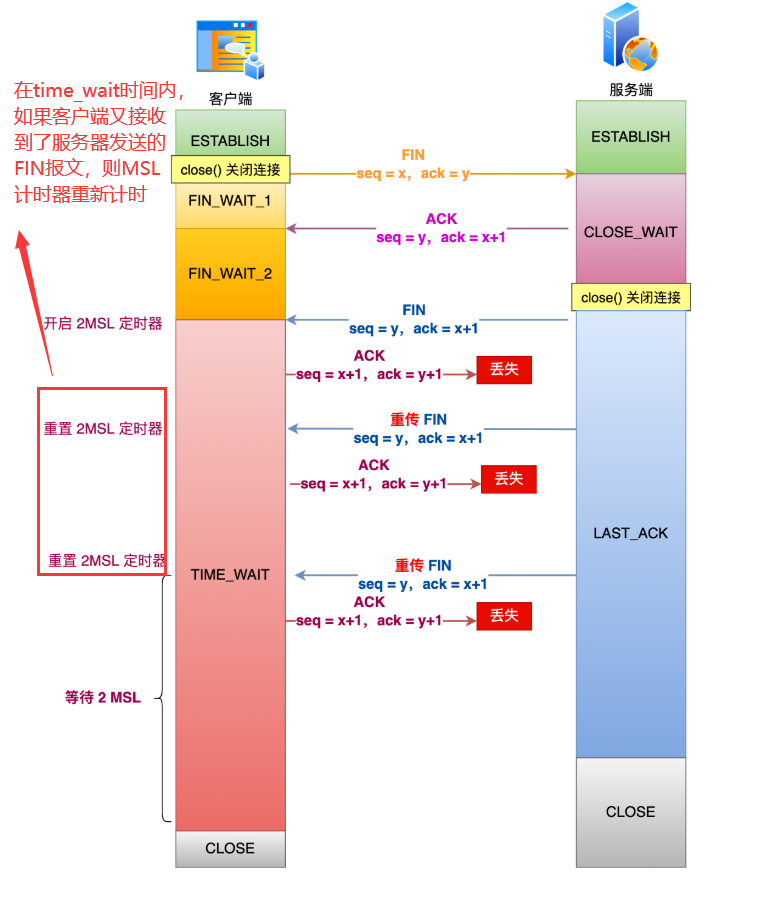 在time_wait时间内，
如果客户端又接收
到了服务器发送的
FIN报文，则MSL
计时器重新计时
客户端
服务端
ESTABLISH
ESTABLISH
close() 关闭连接
FIN
seq = x，ack = y
FIN_WAIT_1
ACK
seq = y，ack = x+1
CLOSE_WAIT
FIN_WAIT_2
close() 关闭连接
开启 2MSL 定时器
FIN
seq = y，ack = x+1
ACK
seq = x+1，ack = y+1
丢失
重置 2MSL 定时器
重传 FIN
seq = y，ack = x+1
ACK
seq = x+1，ack = y+1
丢失
LAST_ACK
重置 2MSL 定时器
TIME_WAIT
重传 FIN
seq = y，ack = x+1
ACK
seq = x+1，ack = y+1
丢失
等待 2 MSL
CLOSE
CLOSE